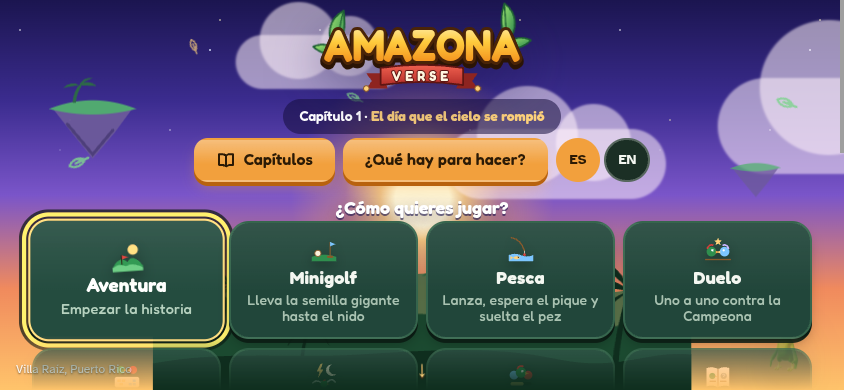 AMAZONA
VERSE
Capítulo 1 · El día que el cielo se rompió
Capítulos
¿Qué hay para hacer?
ES
EN
¿Cómo quieres jugar?
Aventura
Empezar la historia
Minigolf
Lleva la semilla gigante
hasta el nido
Pesca
Lanza, espera el pique y
suelta el pez
Duelo
Uno a uno contra la
Campeona
Villa Raíz, Puerto Rico